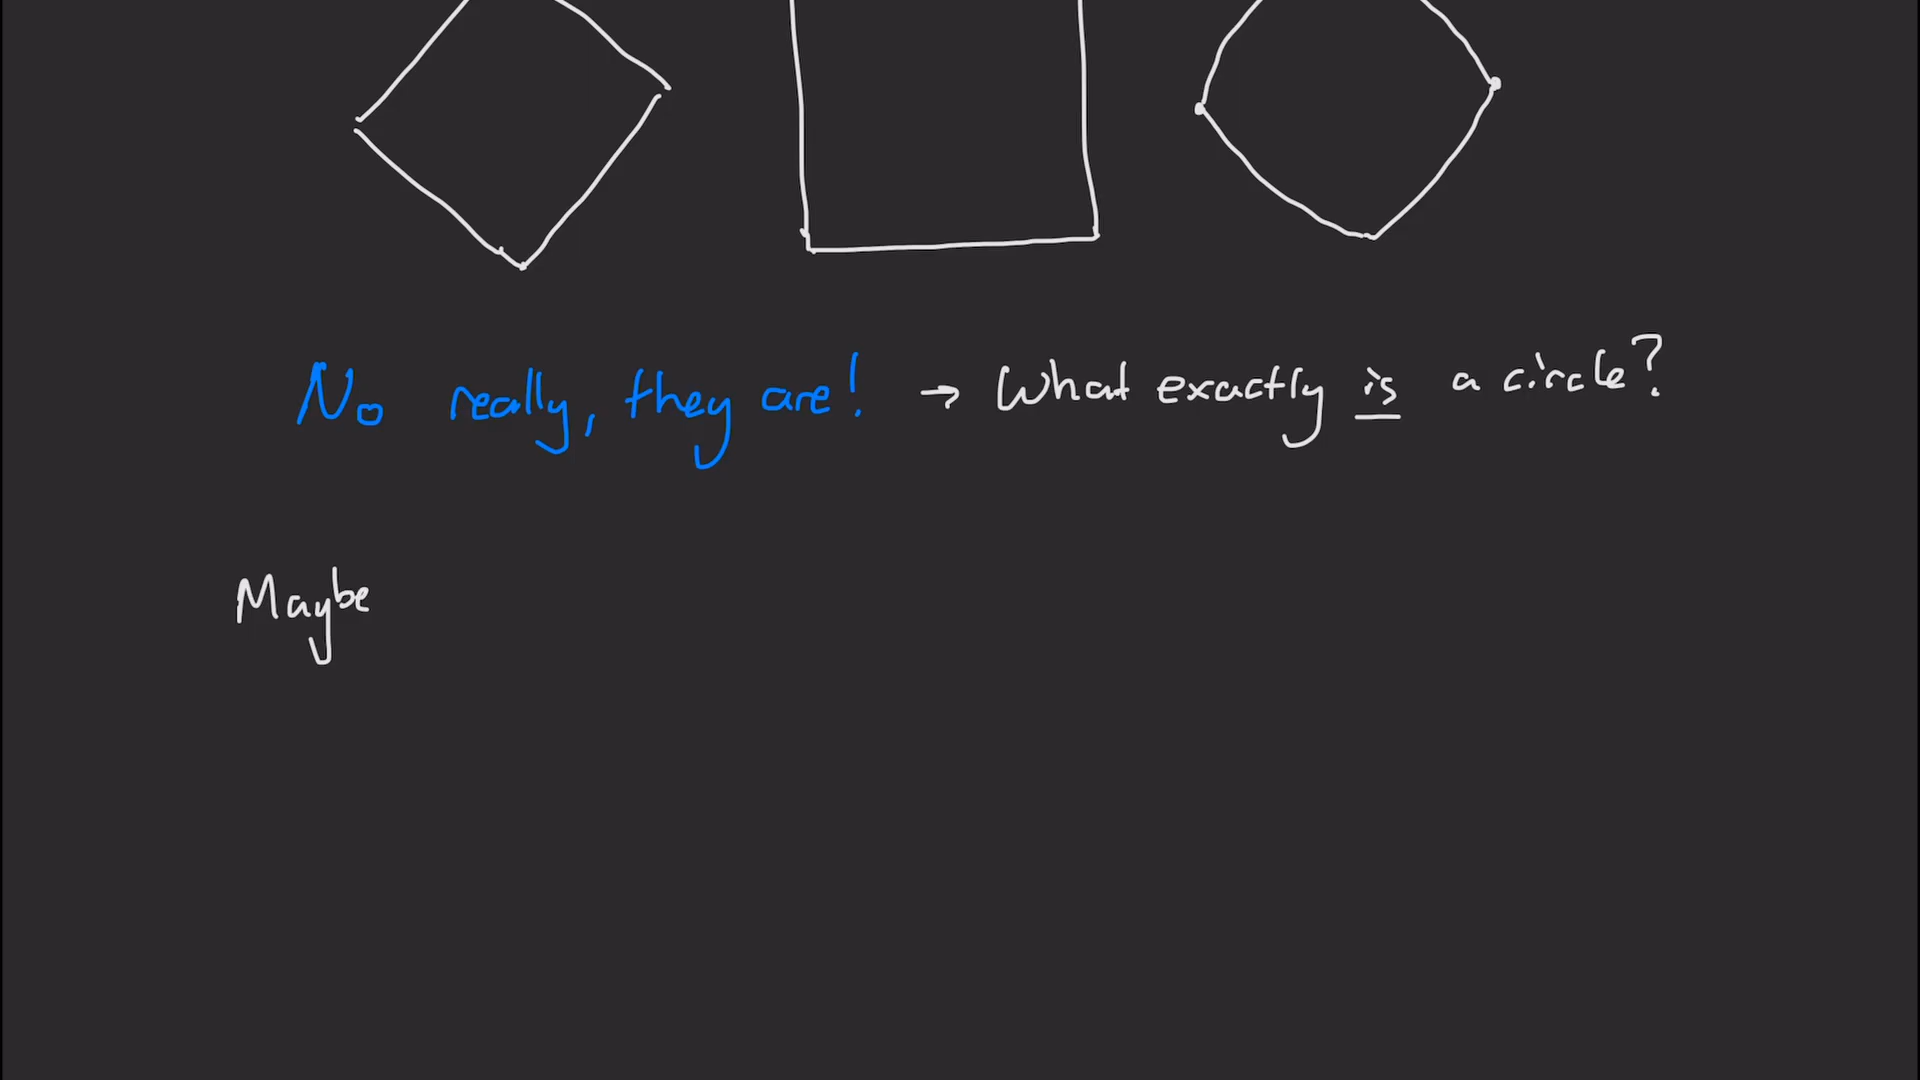 No really, they are! → What exactly is a circle?
Maybe